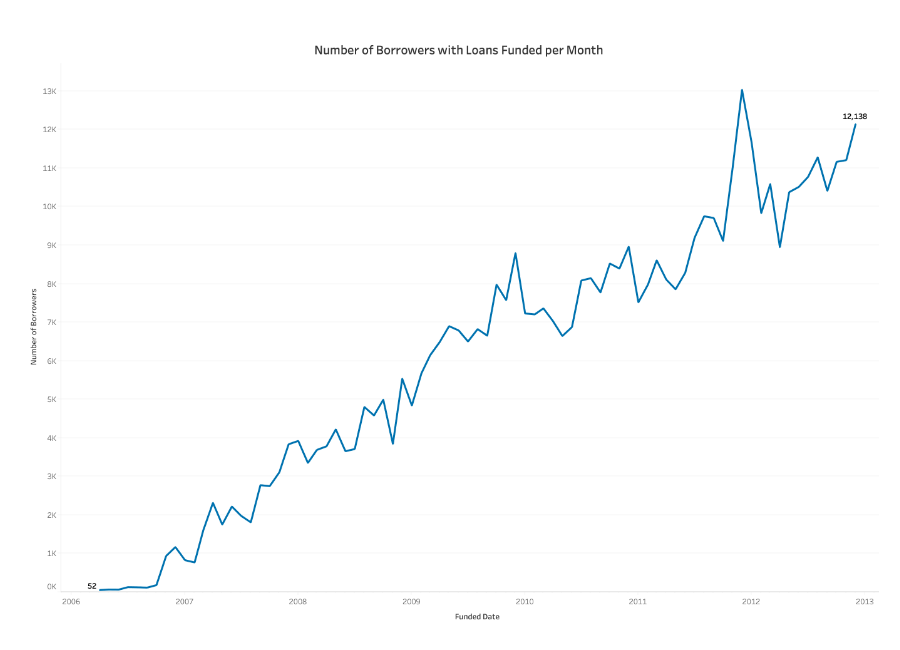 Number of Borrowers with Loans Funded per Month
13K
12,138
12K
11K
10K
9K
8K
7K
6K
5K
4K
3K
2K
1K
0K
52
Number of Borrowers
2006 2007 2008 2009 2010 2011 2012 2013
Funded Date